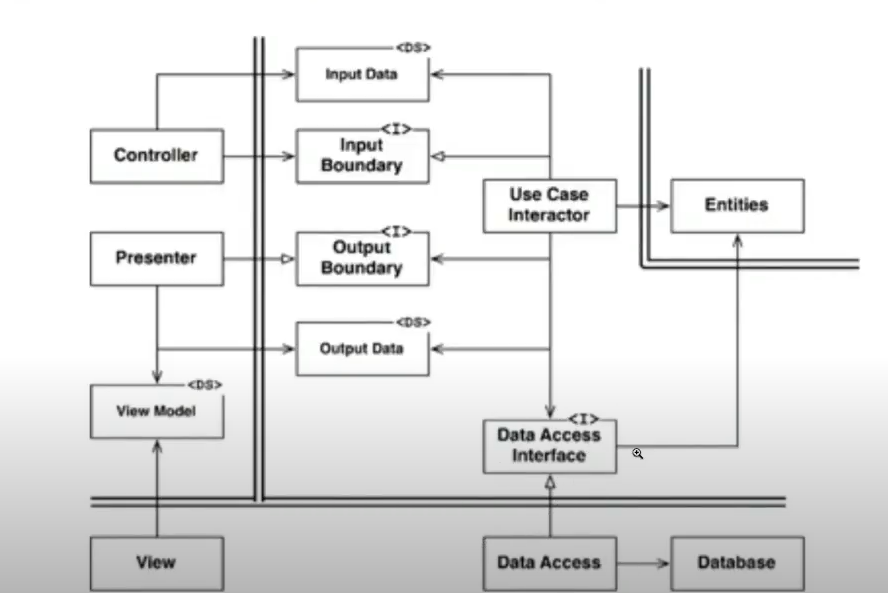 <DS>
Input Data
Controller
<I>
Input
Boundary
Use Case
Interactor
Entities
Presenter
<I>
Output
Boundary
<DS>
Output Data
<DS>
View Model
<I>
Data Access
Interface
View
Data Access
Database